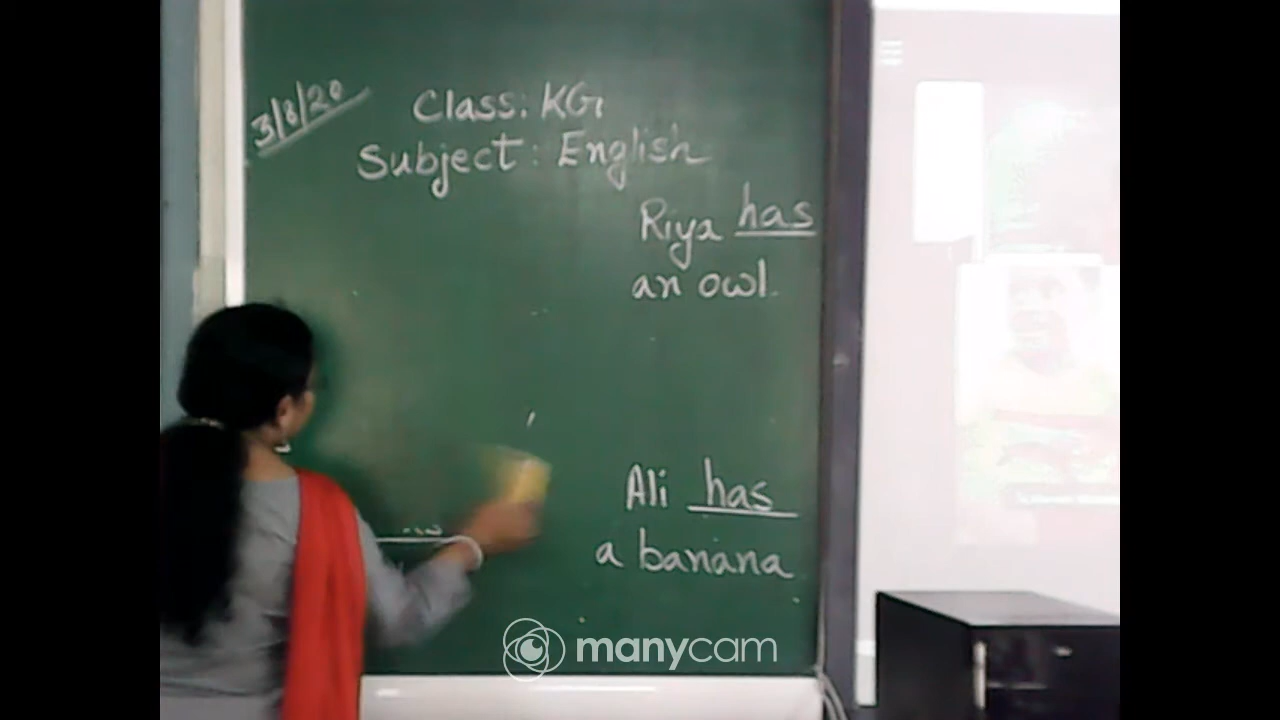 3/8/20
Class: KG
Subject: English
Riya has
an owl.
Ali has
a banana
manycam